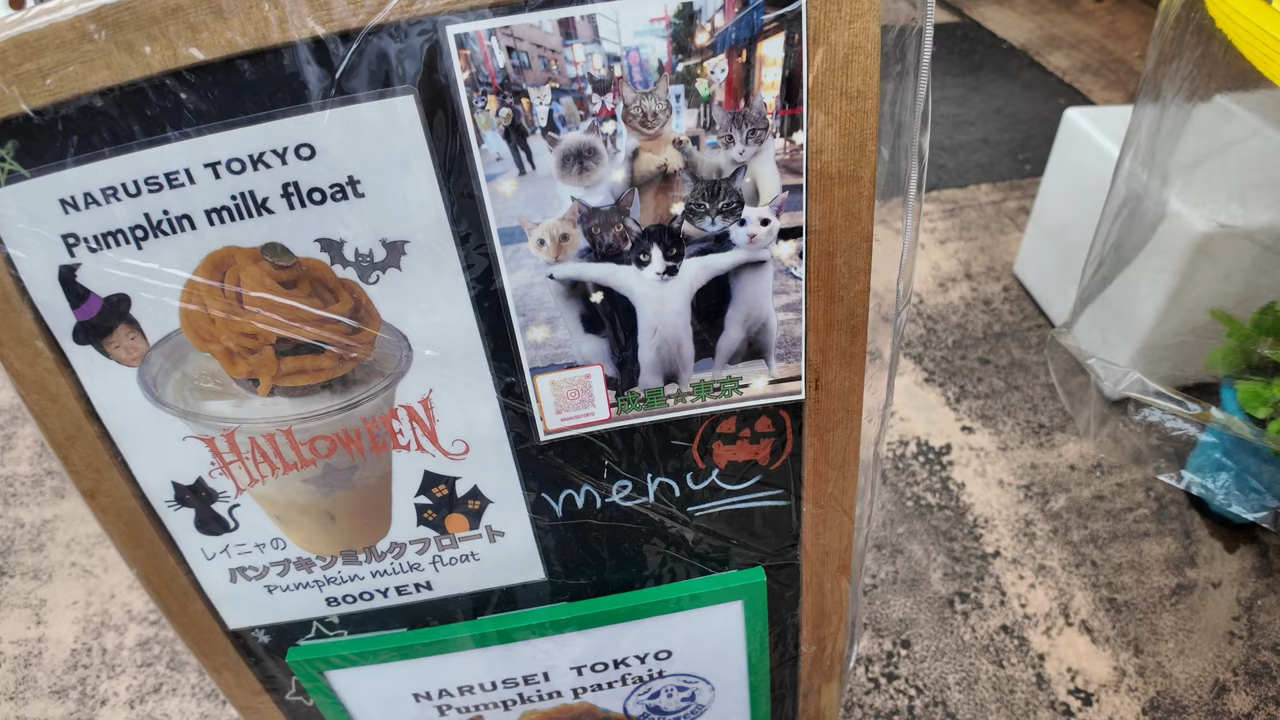 NARUSEI TOKYO
Pumpkin milk float
HALLOWEEN
レイニャの
パンプキンミルクフロート
Pumpkin milk float
800YEN
成星☆東京
menu
NARUSEI TOKYO
Pumpkin parfait
Halloween